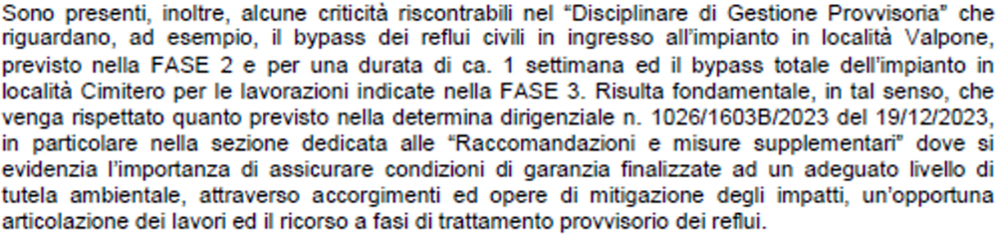 Sono presenti, inoltre, alcune criticità riscontrabili nel “Disciplinare di Gestione Provvisoria” che
riguardano, ad esempio, il bypass dei reflui civili in ingresso all’impianto in località Valpone,
previsto nella FASE 2 e per una durata di ca. 1 settimana ed il bypass totale dell’impianto in
località Cimitero per le lavorazioni indicate nella FASE 3. Risulta fondamentale, in tal senso, che
venga rispettato quanto previsto nella determina dirigenziale n. 1026/1603B/2023 del 19/12/2023,
in particolare nella sezione dedicata alle “Raccomandazioni e misure supplementari” dove si
evidenzia l’importanza di assicurare condizioni di garanzia finalizzate ad un adeguato livello di
tutela ambientale, attraverso accorgimenti ed opere di mitigazione degli impatti, un’opportuna
articolazione dei lavori ed il ricorso a fasi di trattamento provvisorio dei reflui.